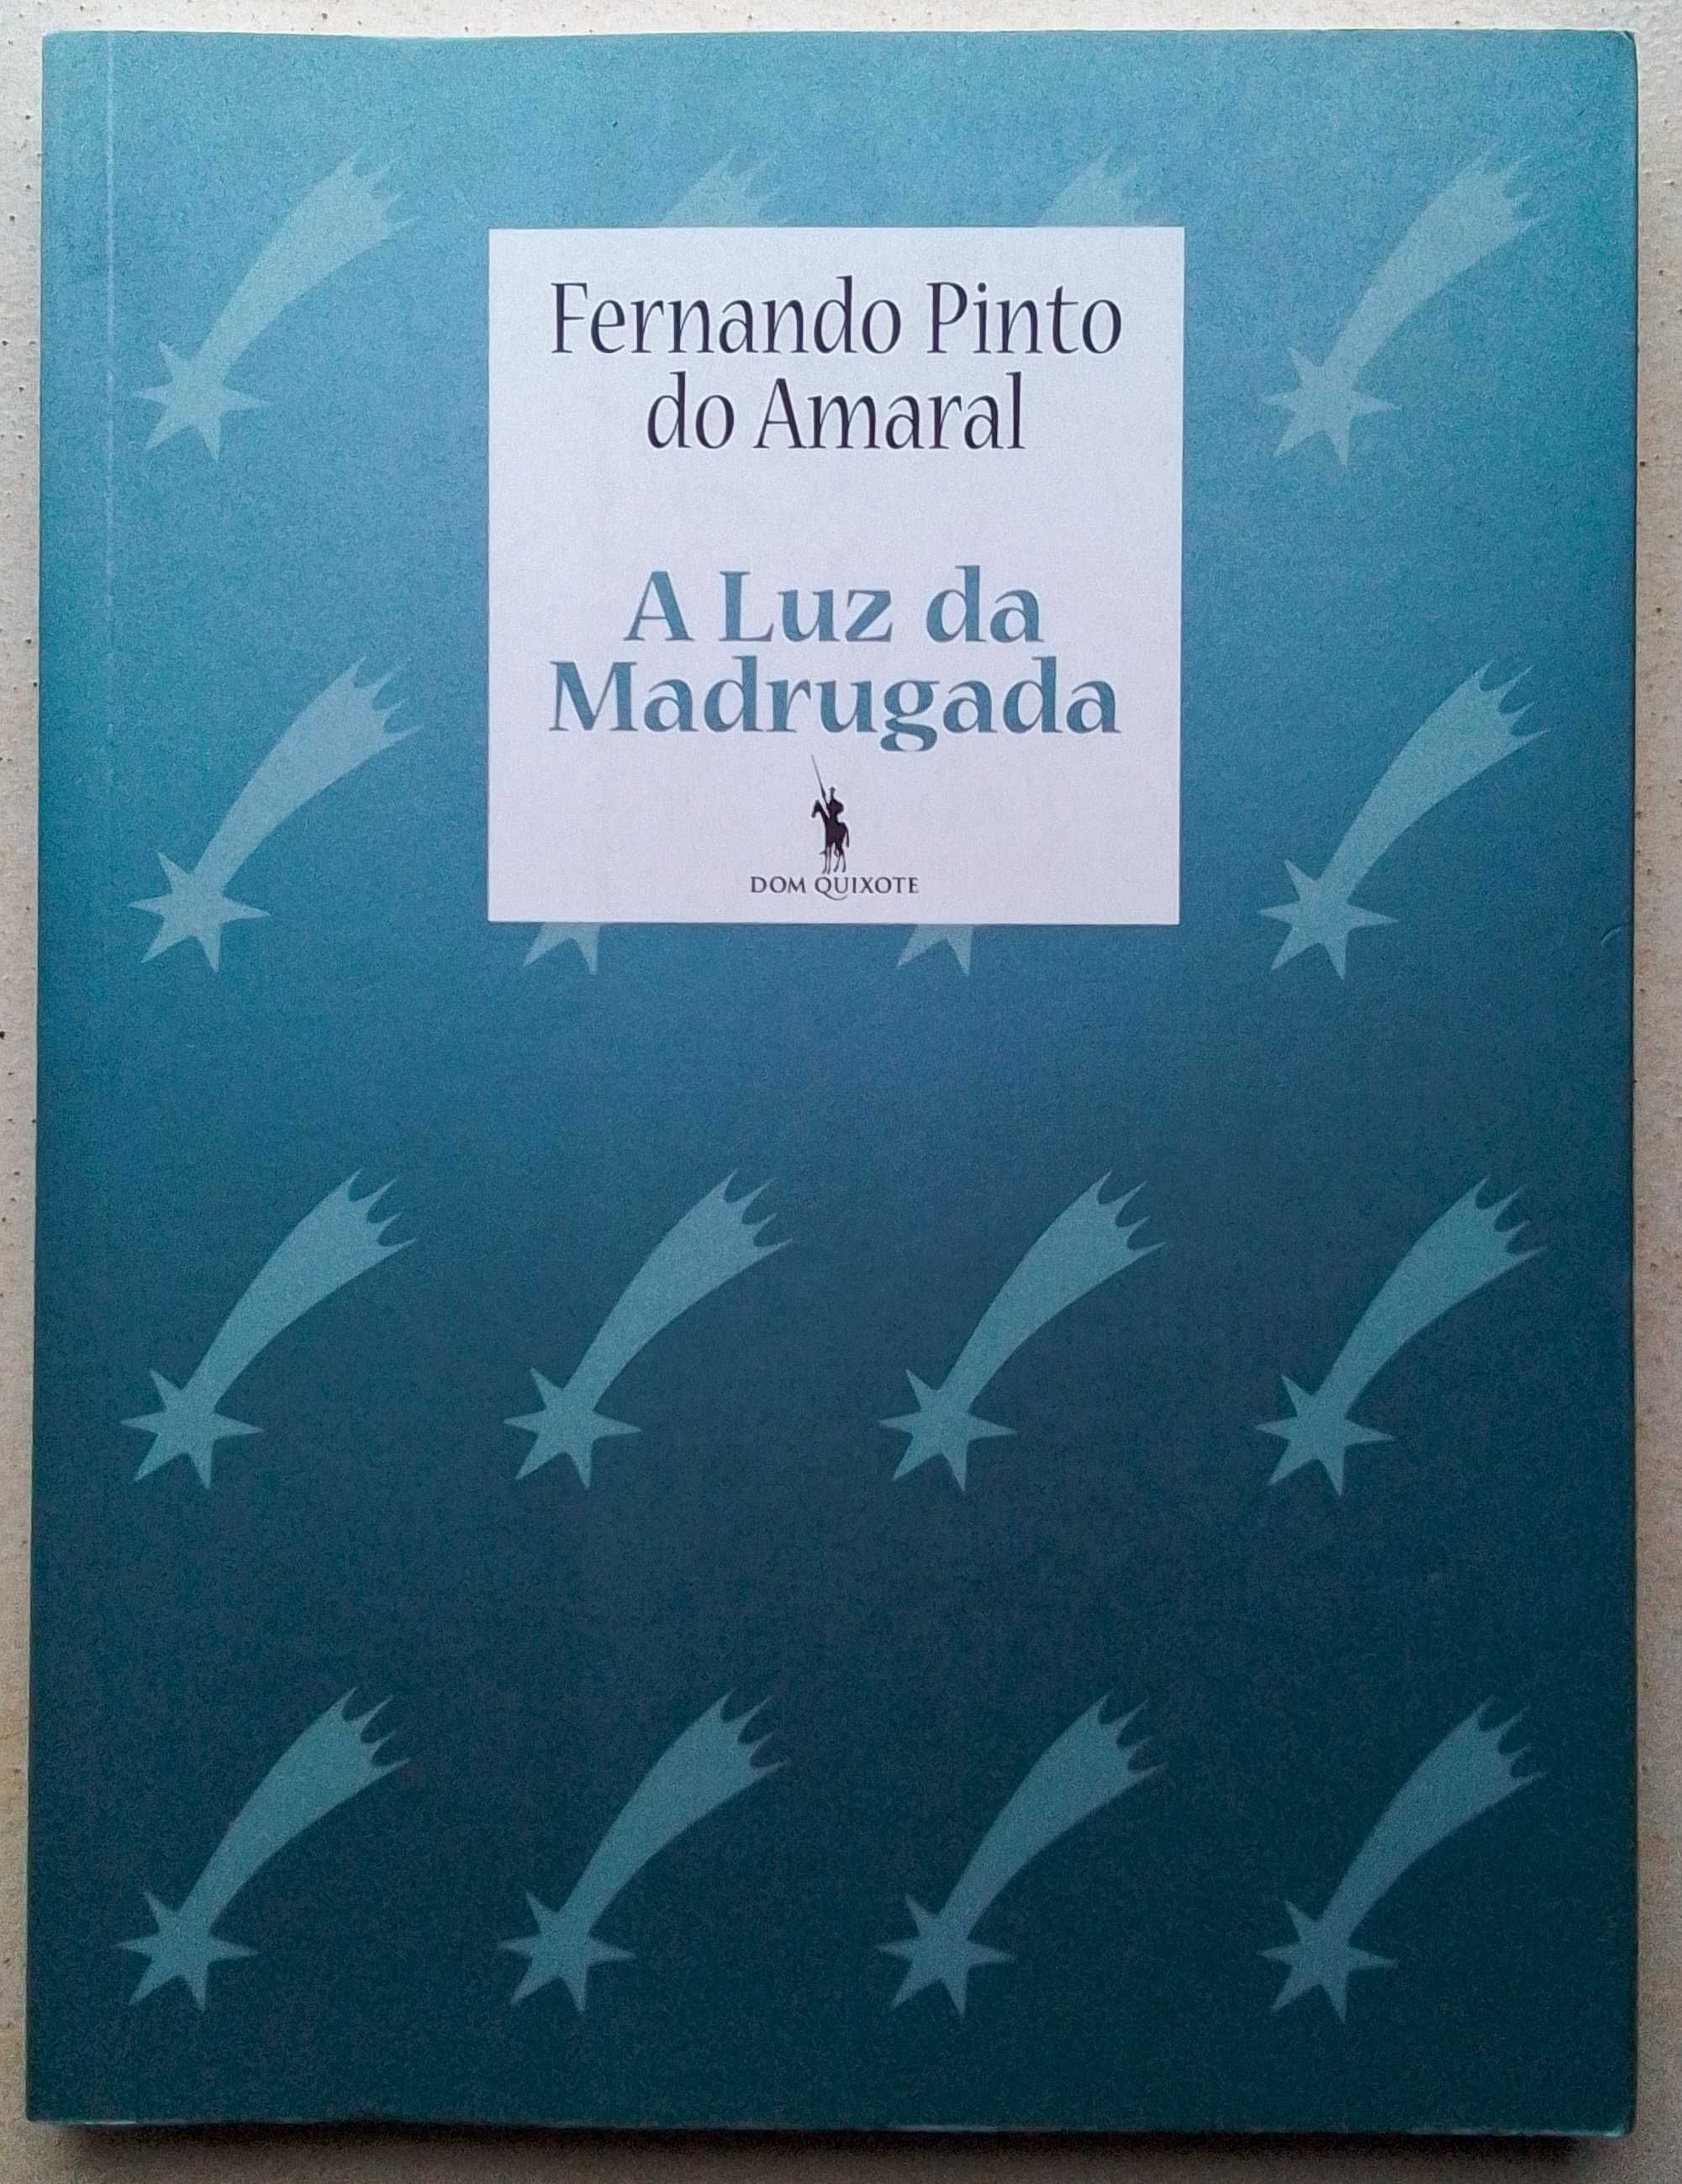 Fernando Pinto
do Amaral
A Luz da
Madrugada
DOM QUIXOTE